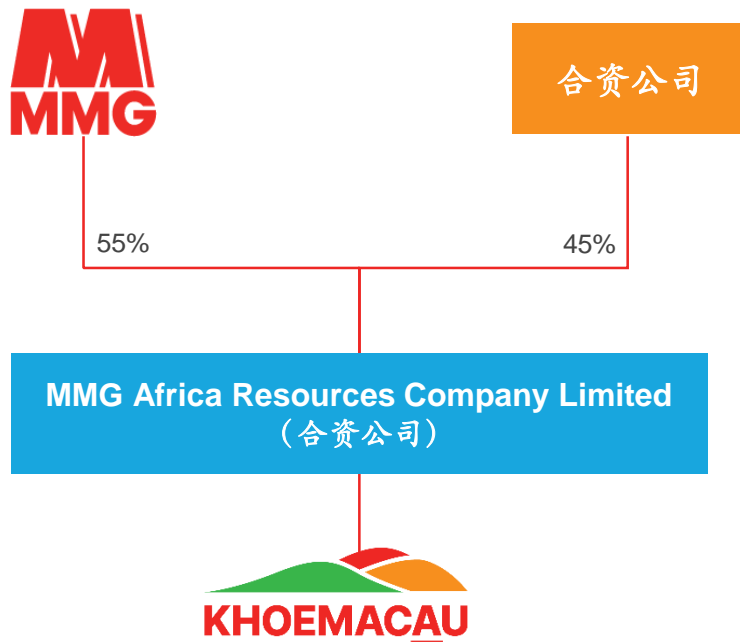 MMG
合资公司
55%
45%
MMG Africa Resources Company Limited
（合资公司）
KHOEMACAU